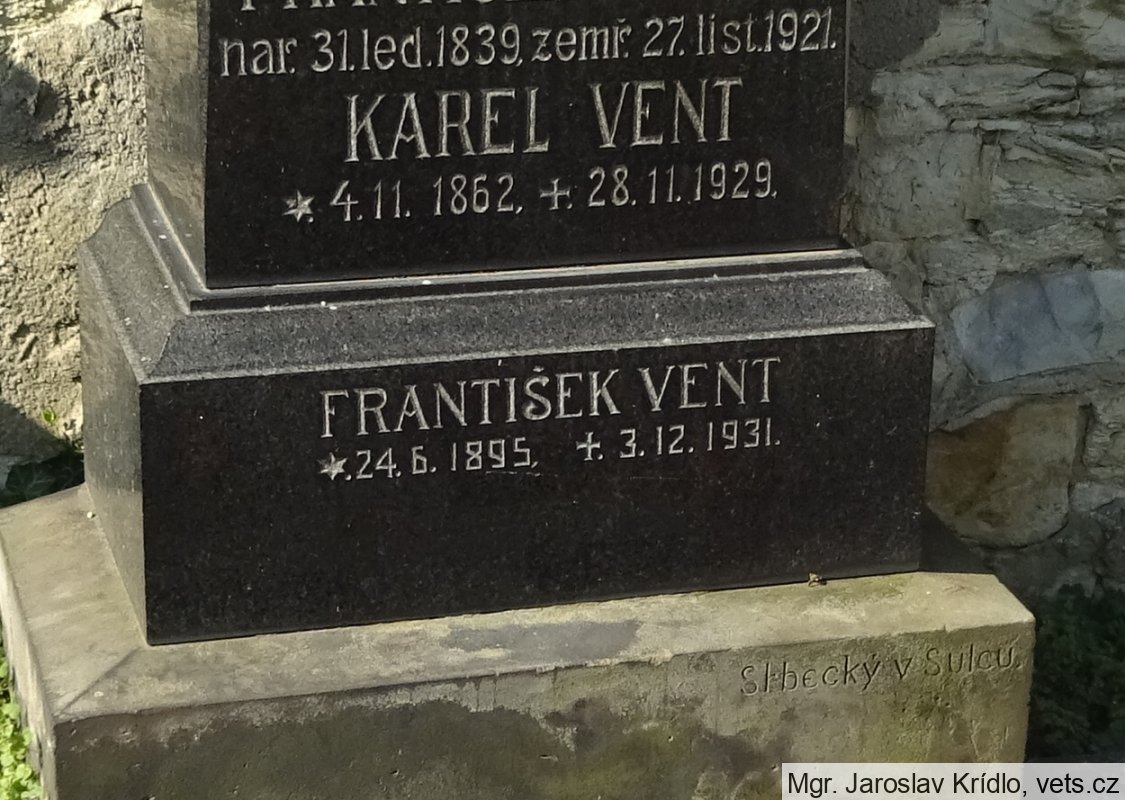 nar. 31.led.1839, zemř. 27.list.1921.
KAREL VENT
*. 4.11. 1862, +. 28.11.1929.
FRANTIŠEK VENT
*. 24.6.1895, +. 3.12.1931.
v Sulcu.
Mgr. Jaroslav Krídlo, vets.cz